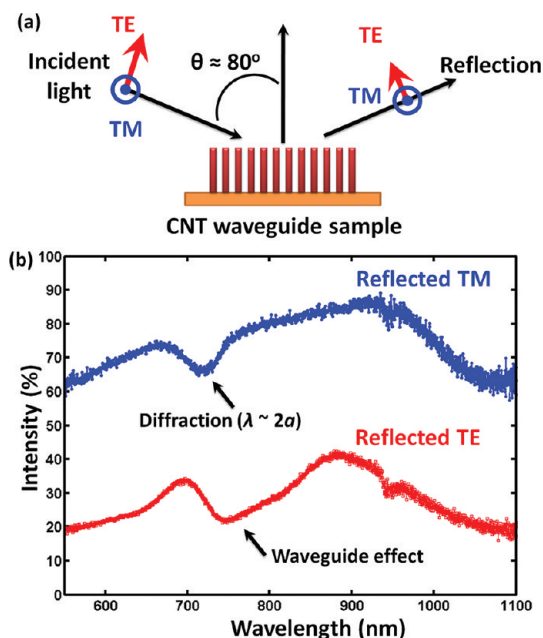 (a)
TE
Incident
light
TM
θ ≈ 80°
TE
TM
Reflection
CNT waveguide sample
(b)
100
90
80
70
60
50
40
30
20
10
0
Intensity (%)
Reflected TM
Diffraction (λ ~ 2a)
Reflected TE
Waveguide effect
600 700 800 900 1000 1100
Wavelength (nm)